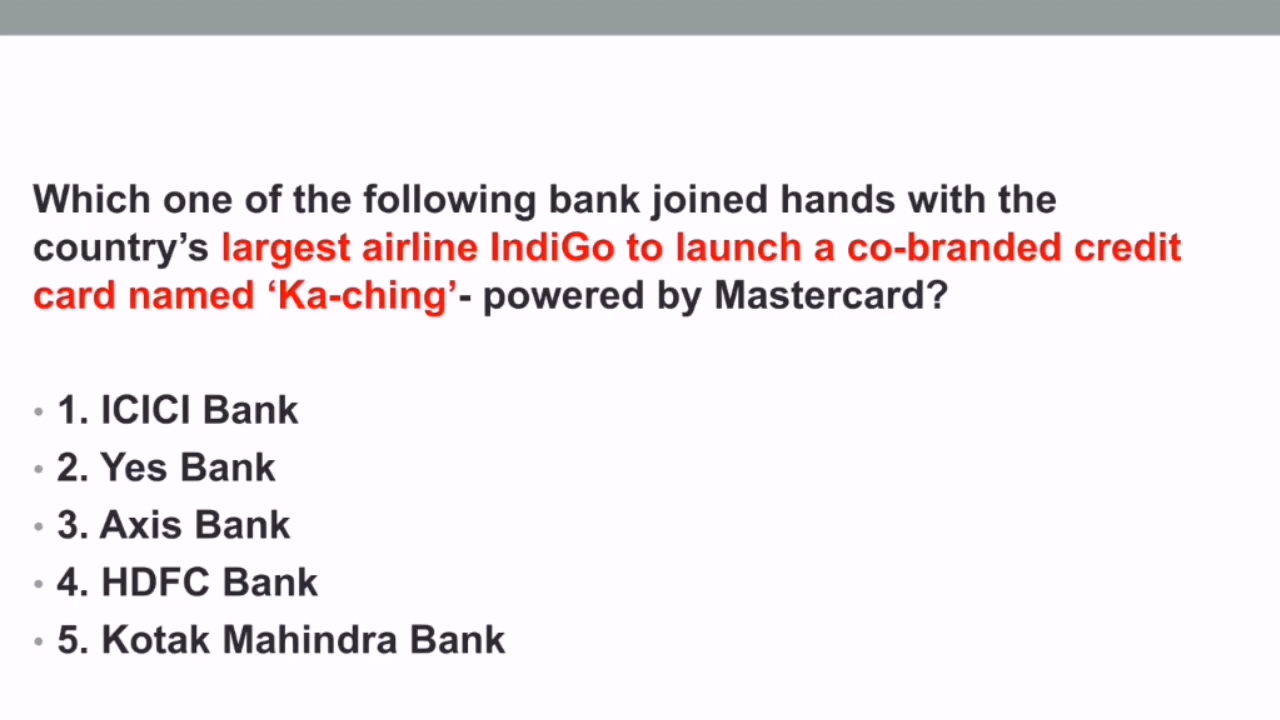 Which one of the following bank joined hands with the
country’s largest airline IndiGo to launch a co-branded credit
card named ‘Ka-ching’- powered by Mastercard?
• 1. ICICI Bank
• 2. Yes Bank
• 3. Axis Bank
• 4. HDFC Bank
• 5. Kotak Mahindra Bank